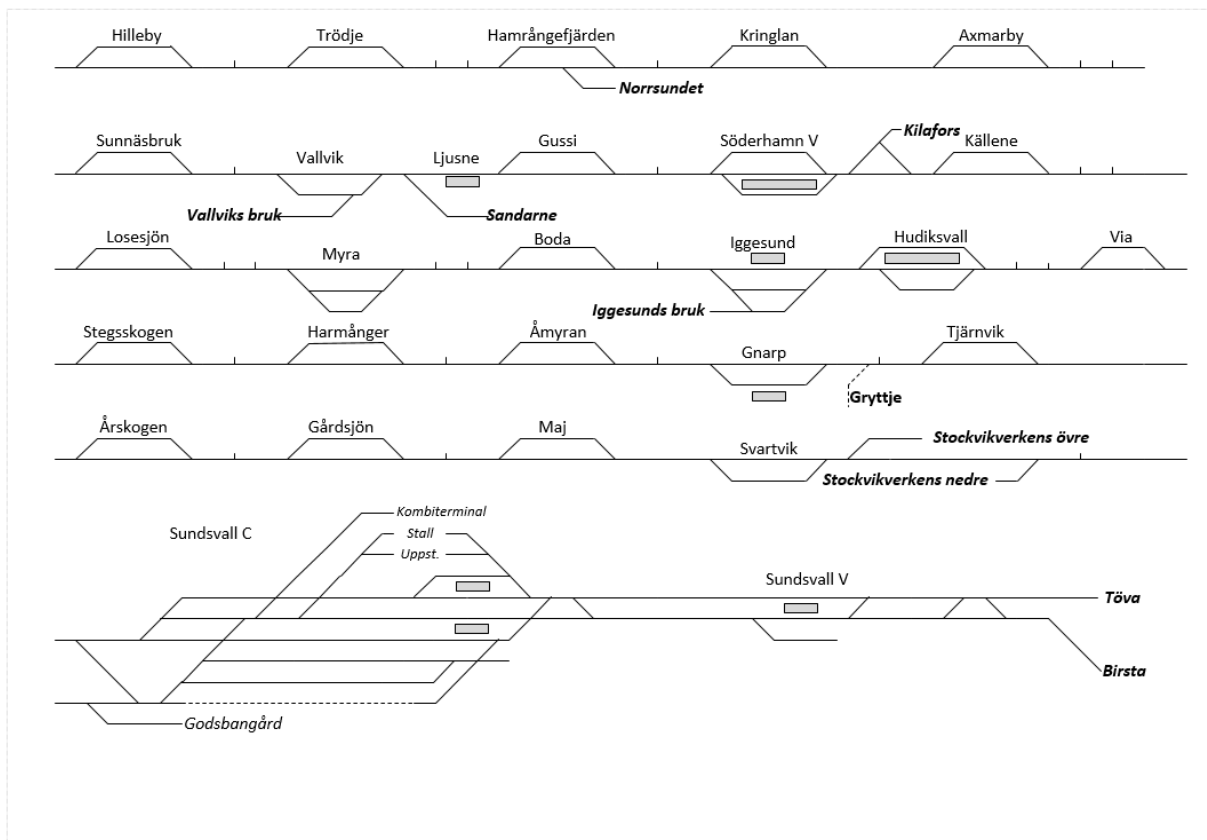 Hilleby
Trödje
Hamrångefjärden
Kringlan
Axmarby
Norrsundet
Sunnäsbruk
Vallvik
Ljusne
Gussi
Söderhamn V
Kilafors
Källene
Vallviks bruk
Sandarne
Losesjön
Myra
Boda
Iggesund
Hudiksvall
Via
Iggesunds bruk
Stegsskogen
Harmånger
Åmyran
Gnarp
Tjärnvik
Gryttje
Årskogen
Gårdsjön
Maj
Svartvik
Stockvikverkens övre
Stockvikverkens nedre
Sundsvall C
Kombiterminal
Stall
Uppst.
Sundsvall V
Töva
Birsta
Godsbangård